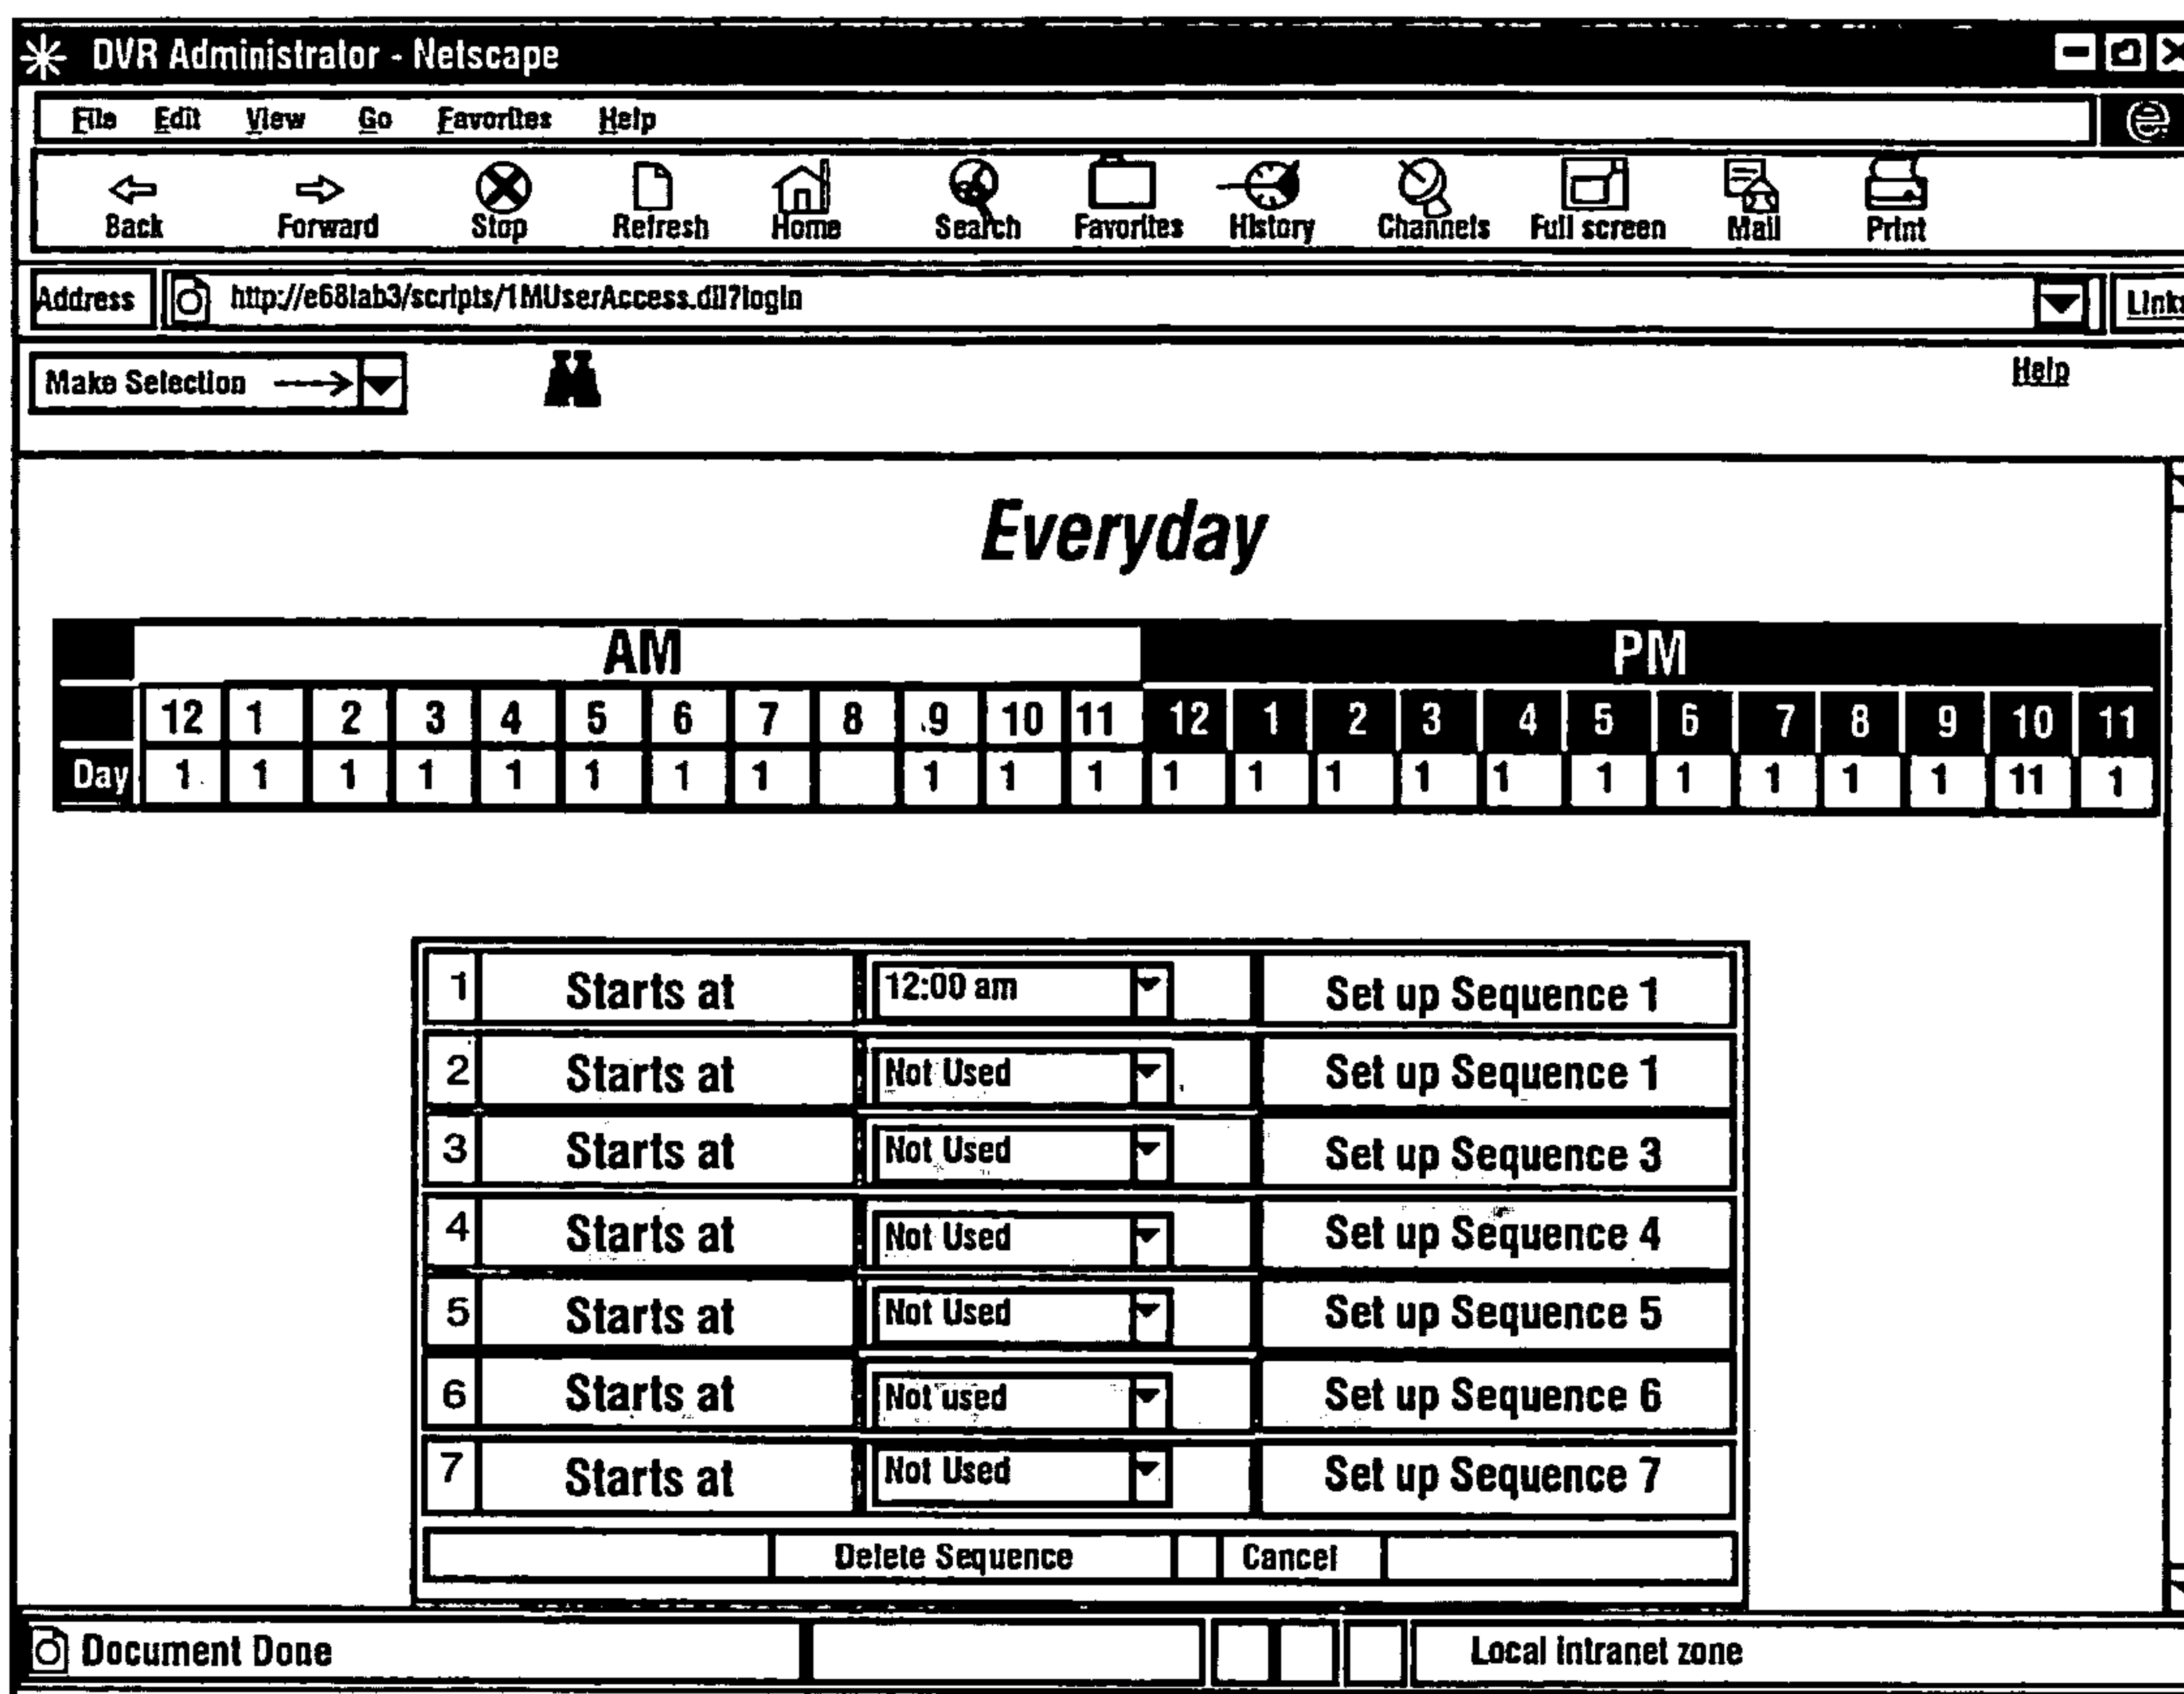 DVR Administrator - Netscape
File Edit View Go Favorites Help
Back Forward Stop Refresh Home Search Favorites History Channels Full screen Mail Print
Address http://e68lab3/scripts/1MUserAccess.dll?login Links
Make Selection Help
Everyday
AM PM
12 1 2 3 4 5 6 7 8 9 10 11 12 1 2 3 4 5 6 7 8 9 10 11
Day 1 1 1 1 1 1 1 1 1 1 1 1 1 1 1 1 1 1 1 1 1 11 1
1 Starts at 12:00 am Set up Sequence 1
2 Starts at Not Used Set up Sequence 1
3 Starts at Not Used Set up Sequence 3
4 Starts at Not Used Set up Sequence 4
5 Starts at Not Used Set up Sequence 5
6 Starts at Not used Set up Sequence 6
7 Starts at Not Used Set up Sequence 7
Delete Sequence Cancel
Document Done Local intranet zone